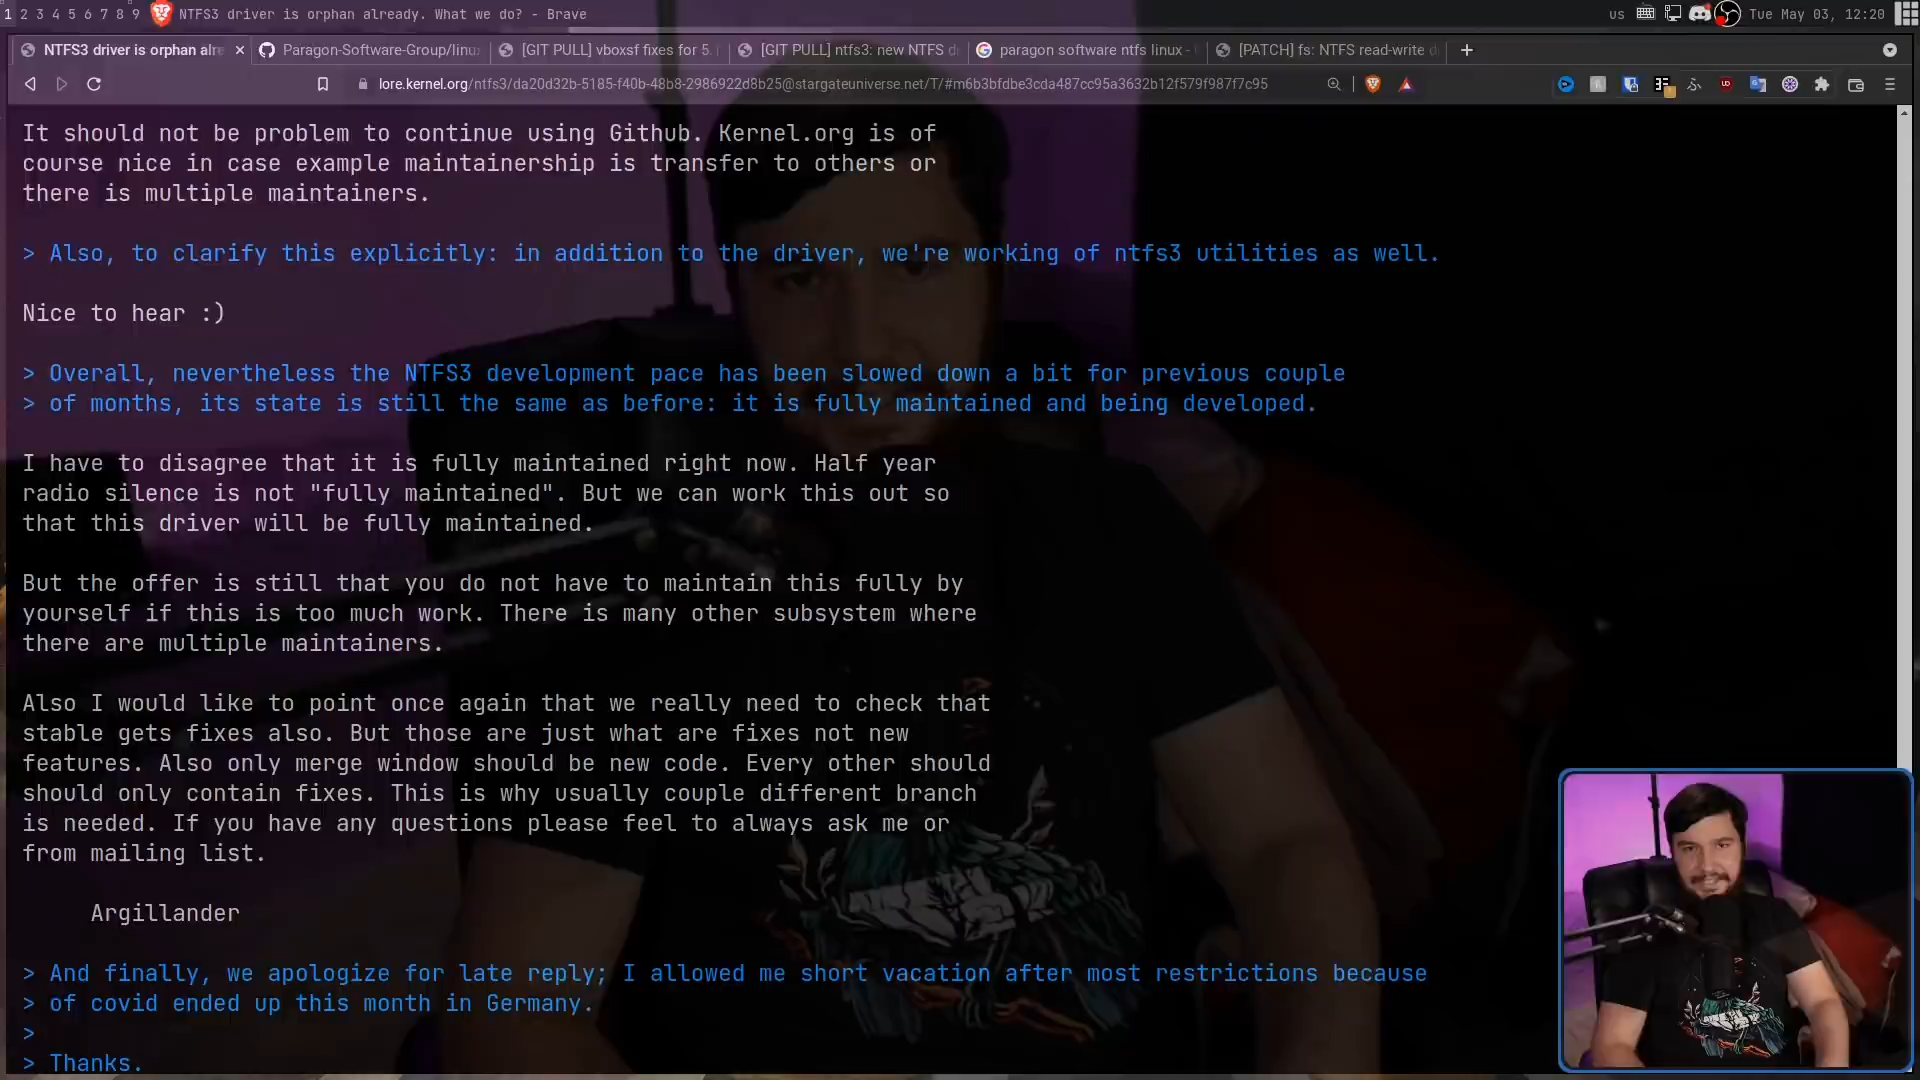 1 2 3 4 5 6 7 8 9 NTFS3 driver is orphan already. What we do? - Brave
us Tue May 03, 12:20
NTFS3 driver is orphan alre
Paragon-Software-Group/linu
[GIT PULL] vboxsf fixes for 5.
[GIT PULL] ntfs3: new NTFS d
paragon software ntfs linux -
[PATCH] fs: NTFS read-write d
lore.kernel.org/ntfs3/da20d32b-5185-f40b-48b8-2986922d8b25@stargateuniverse.net/T/#m6b3bfdbe3cda487cc95a3632b12f579f987f7c95
It should not be problem to continue using Github. Kernel.org is of
course nice in case example maintainership is transfer to others or
there is multiple maintainers.
> Also, to clarify this explicitly: in addition to the driver, we're working of ntfs3 utilities as well.
Nice to hear :)
> Overall, nevertheless the NTFS3 development pace has been slowed down a bit for previous couple
> of months, its state is still the same as before: it is fully maintained and being developed.
I have to disagree that it is fully maintained right now. Half year
radio silence is not "fully maintained". But we can work this out so
that this driver will be fully maintained.
But the offer is still that you do not have to maintain this fully by
yourself if this is too much work. There is many other subsystem where
there are multiple maintainers.
Also I would like to point once again that we really need to check that
stable gets fixes also. But those are just what are fixes not new
features. Also only merge window should be new code. Every other should
should only contain fixes. This is why usually couple different branch
is needed. If you have any questions please feel to always ask me or
from mailing list.
Argillander
> And finally, we apologize for late reply; I allowed me short vacation after most restrictions because
> of covid ended up this month in Germany.
>
> Thanks.